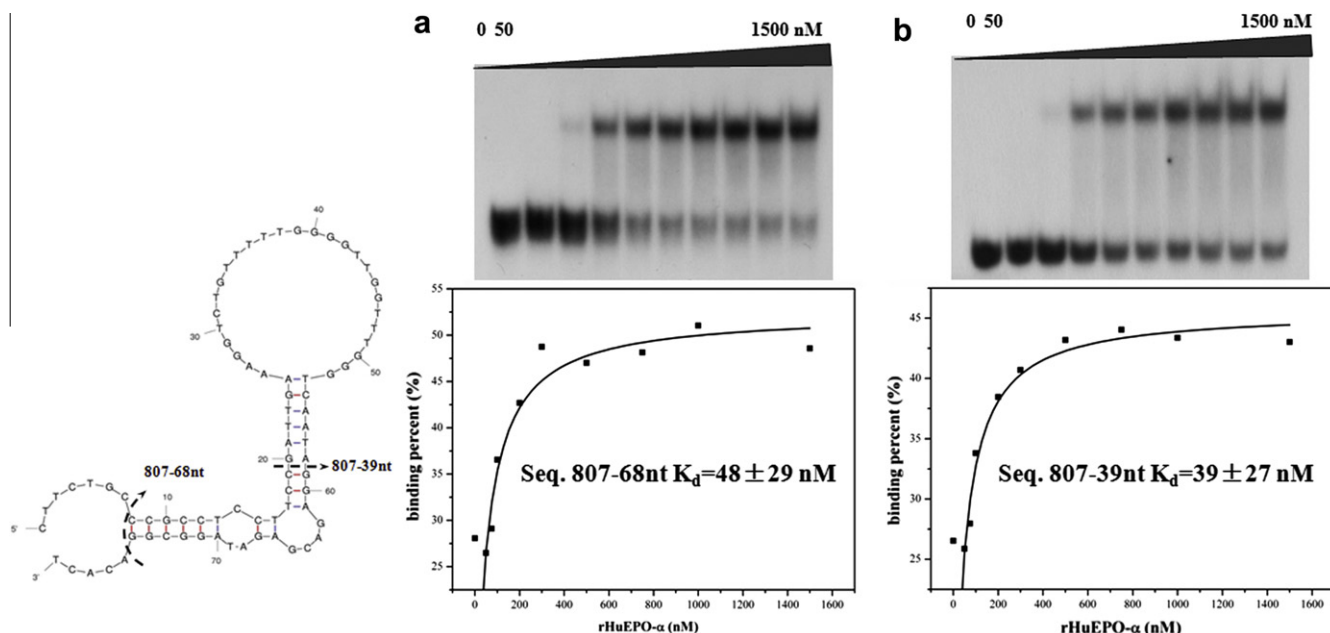 a
0 50
1500 nM
b
0 50
1500 nM
40
30
50
20
807-39nt
807-68nt
10
60
70
5'
3'
55
50
45
40
35
30
25
binding percent (%)
Seq. 807-68nt Kd=48±29 nM
0 200 400 600 800 1000 1200 1400 1600
rHuEPO-α (nM)
45
40
35
30
25
binding percent (%)
Seq. 807-39nt Kd=39±27 nM
0 200 400 600 800 1000 1200 1400 1600
rHuEPO-α (nM)